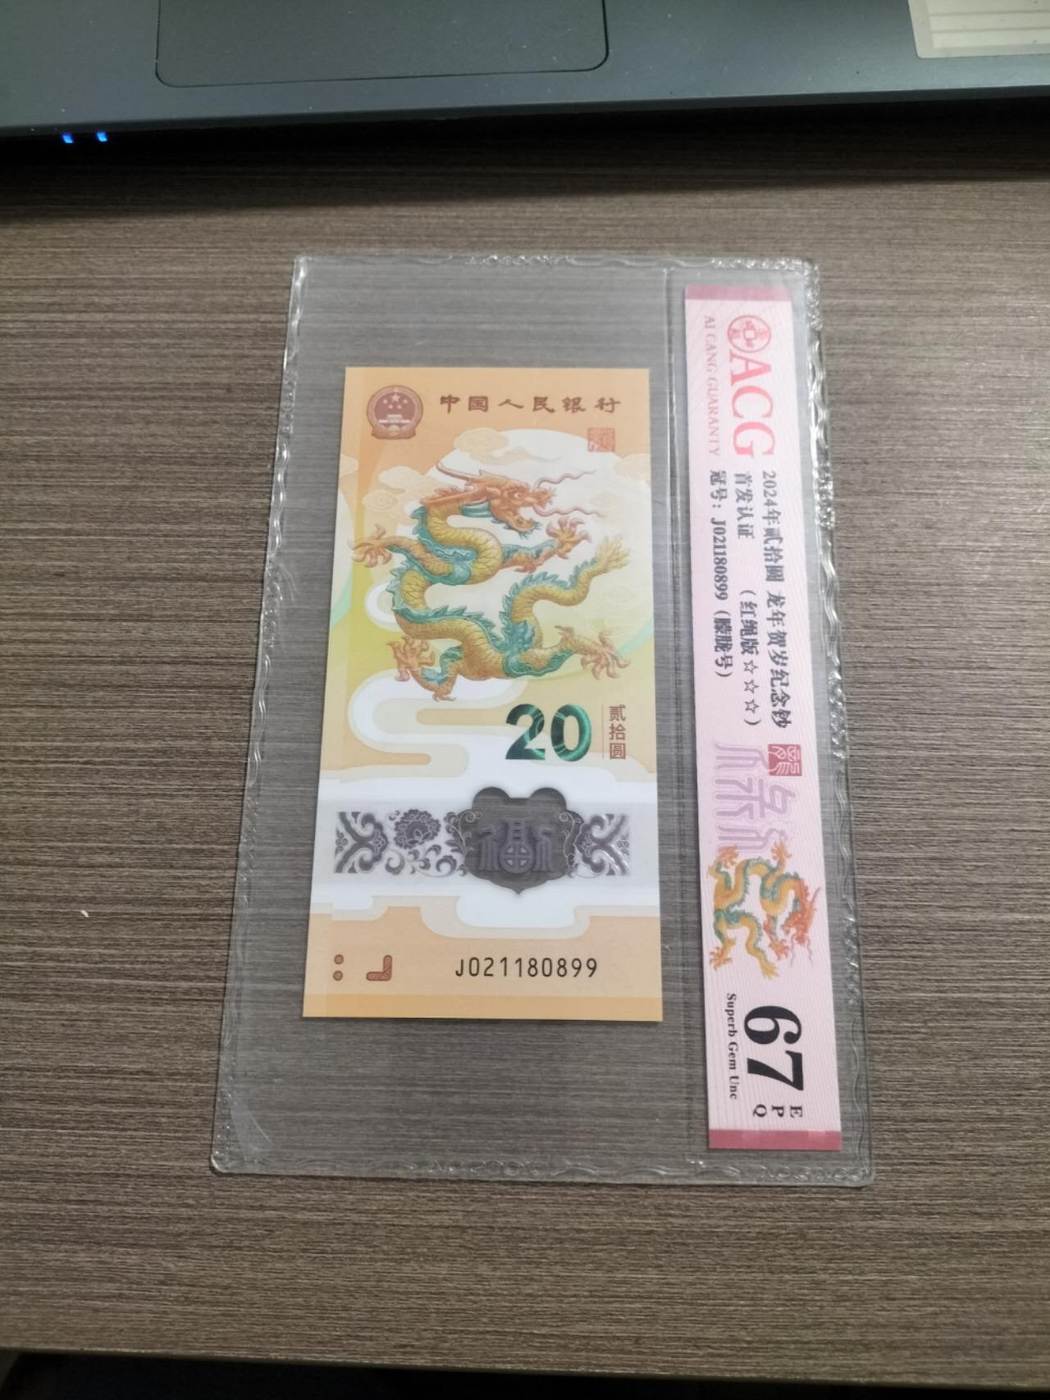 中国人民银行
20
贰拾圆
J021180899
ACG
AI CANG GUARANTY
2024年贰拾圆 龙年贺岁纪念钞
首发认证 (红绳版☆☆☆)
冠号：J021180899 (朦胧号)
67
EPQ
Superb Gem Unc